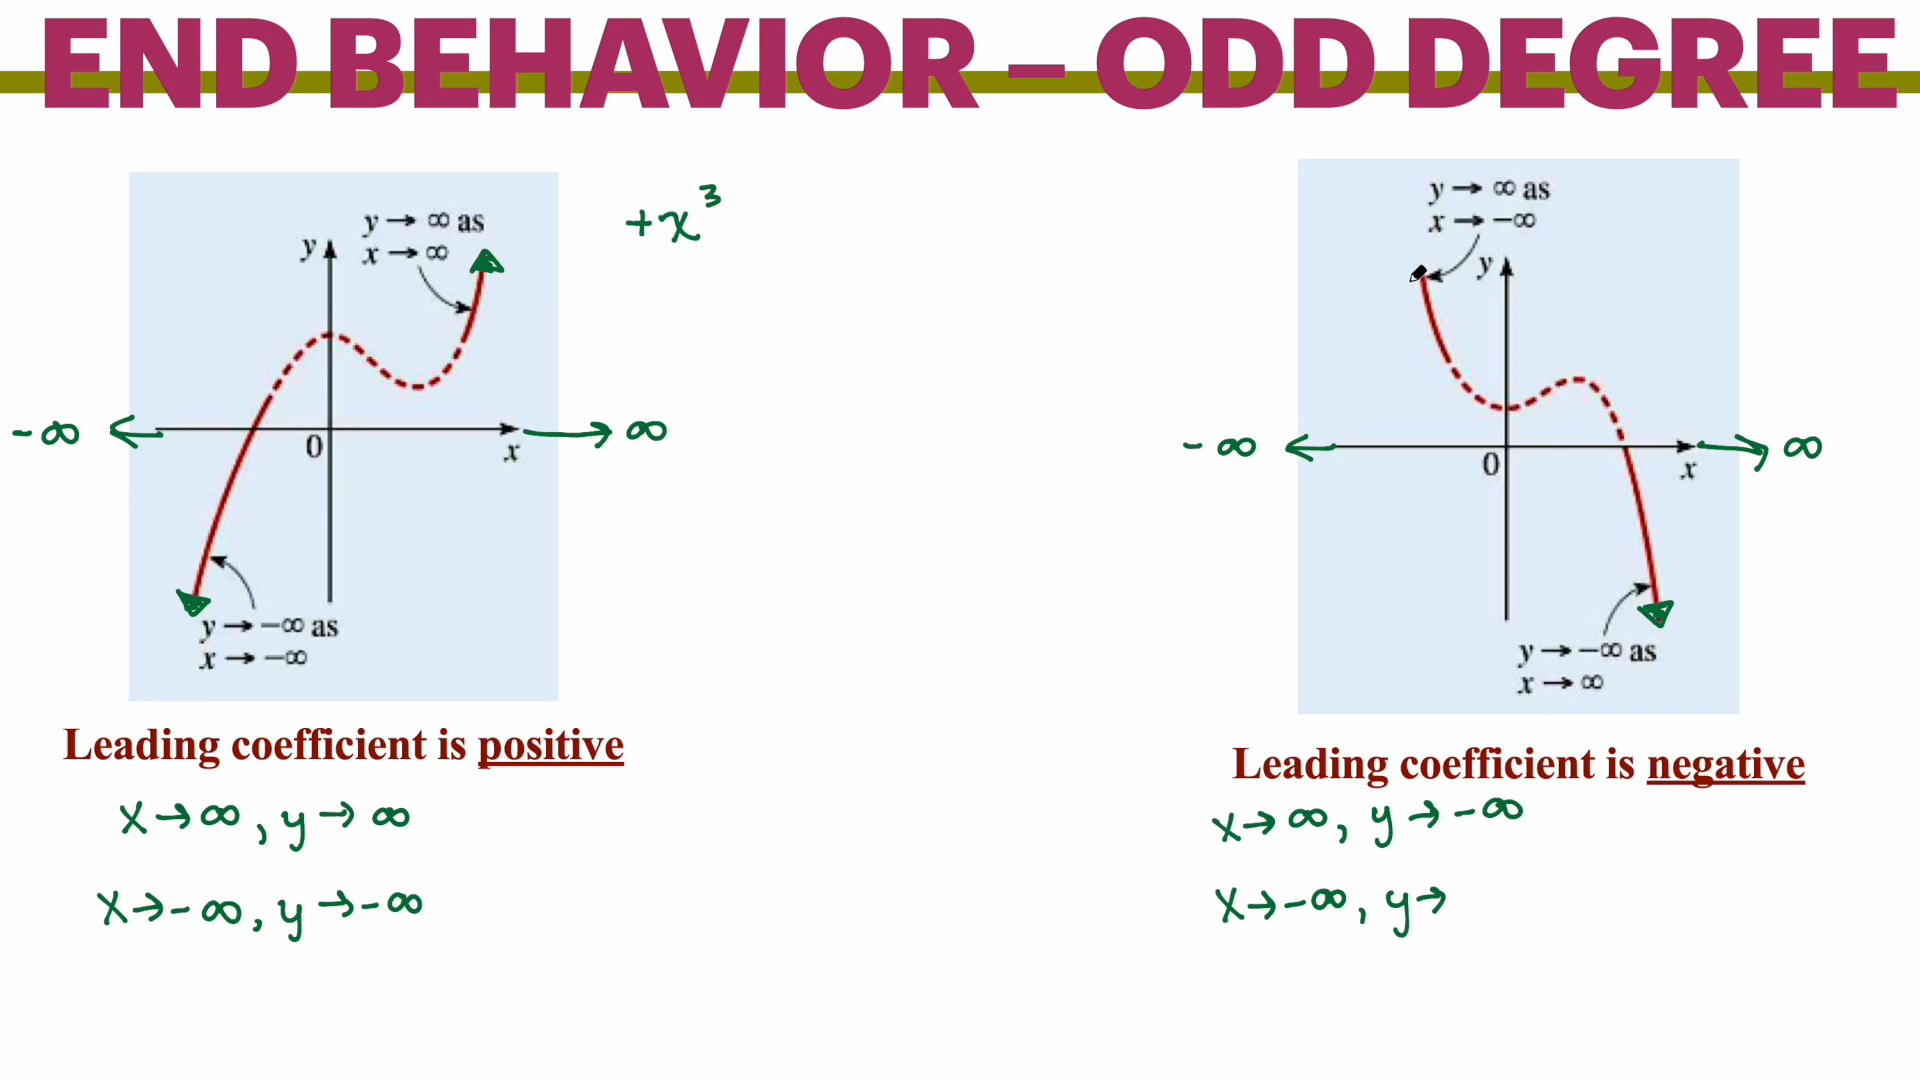 END BEHAVIOR – ODD DEGREE
y → ∞ as
x → ∞
y
+x³
-∞
∞
0
x
y → −∞ as
x → −∞
Leading coefficient is positive
x→∞, y→∞
x→-∞, y→-∞
y → ∞ as
x → −∞
y
-∞
∞
0
x
y → −∞ as
x → ∞
Leading coefficient is negative
x→∞, y→-∞
x→-∞, y→